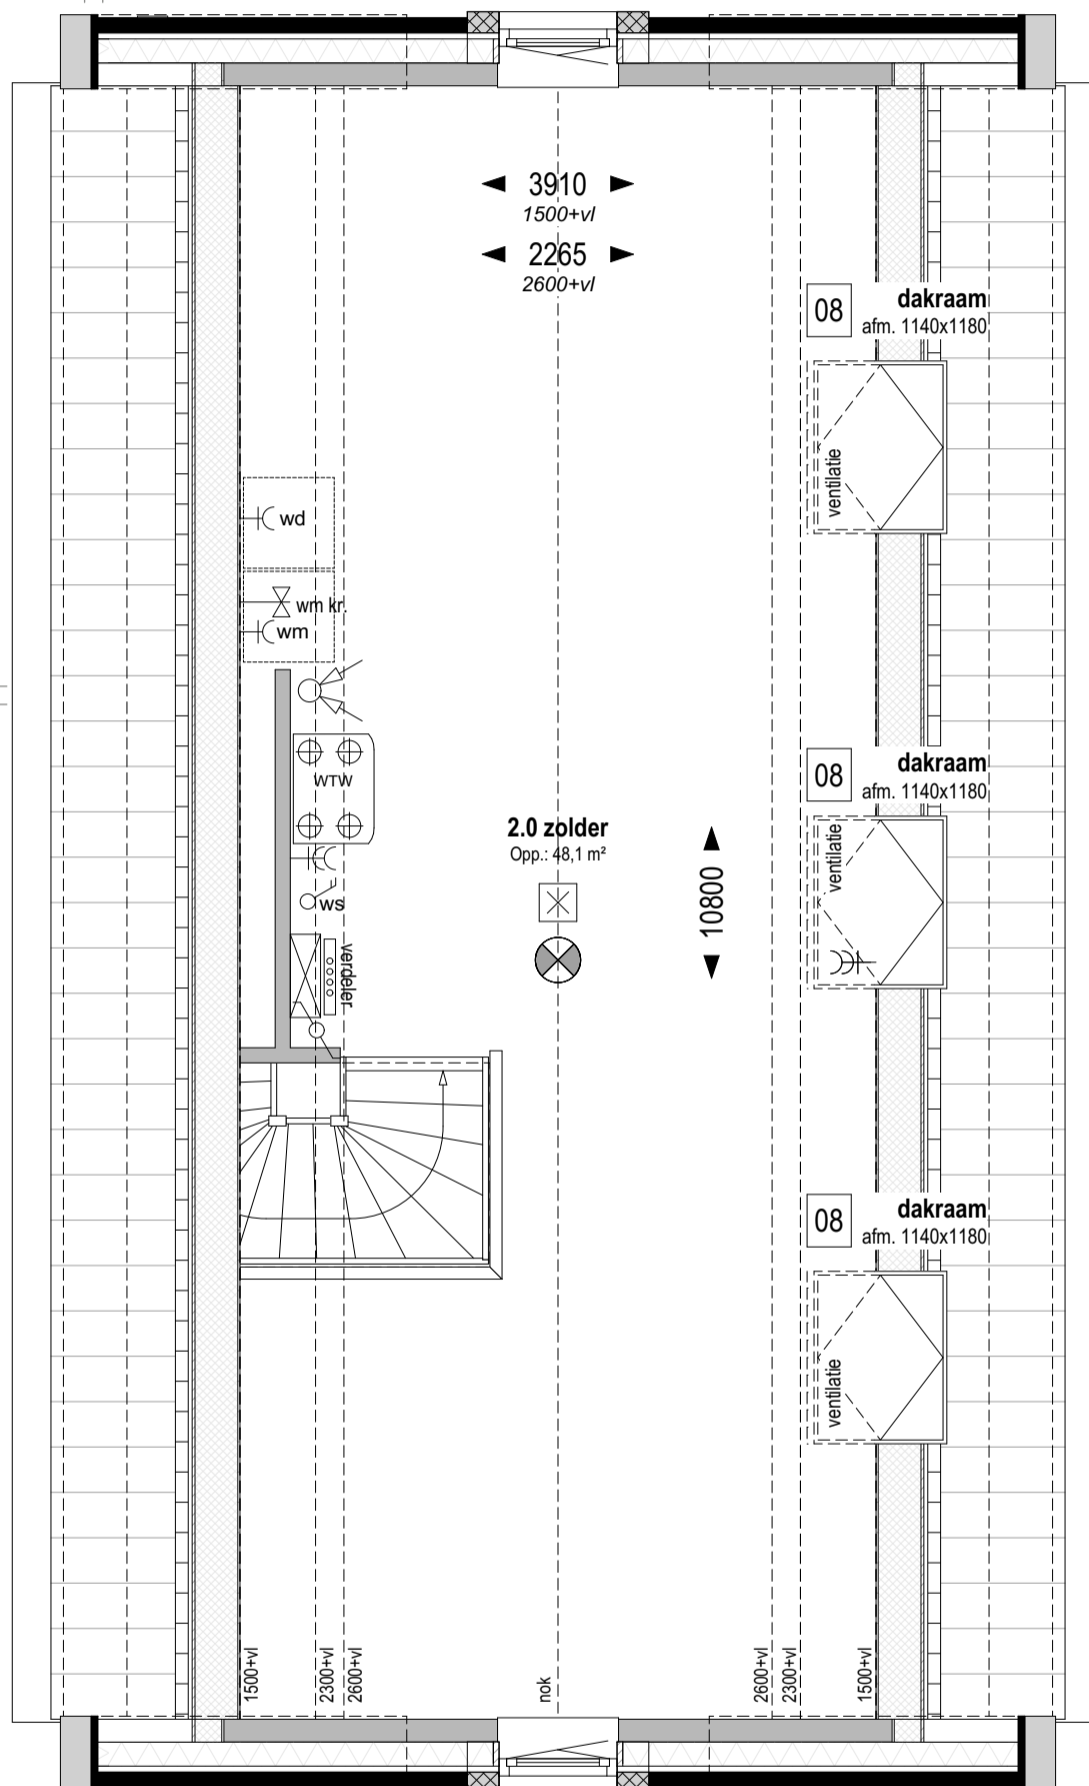 3910
1500+vl
2265
2600+vl
08
dakraam
afm. 1140x1180
ventilatie
wd
wm kr.
wm
WTW
08
dakraam
afm. 1140x1180
ventilatie
2.0 zolder
Opp.: 48,1 m²
10800
ws
verdeler
08
dakraam
afm. 1140x1180
ventilatie
1500+vl
2300+vl
2600+vl
nok
2600+vl
2300+vl
1500+vl